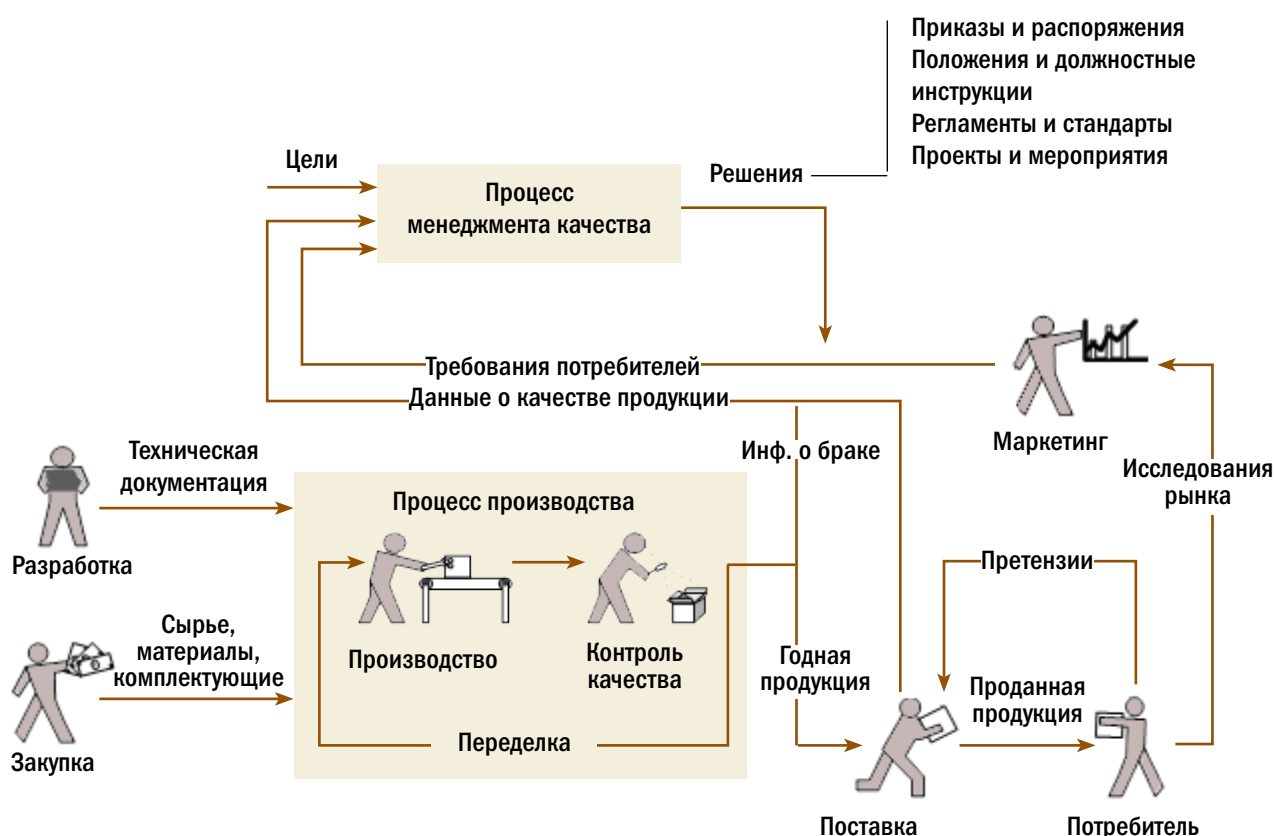 Приказы и распоряжения
Положения и должностные
инструкции
Регламенты и стандарты
Проекты и мероприятия
Цели
Решения
Процесс
менеджмента качества
Требования потребителей
Данные о качестве продукции
Маркетинг
Инф. о браке
Исследования
рынка
Техническая
документация
Разработка
Процесс производства
Претензии
Сырье,
материалы,
комплектующие
Производство
Контроль
качества
Годная
продукция
Проданная
продукция
Переделка
Закупка
Поставка
Потребитель